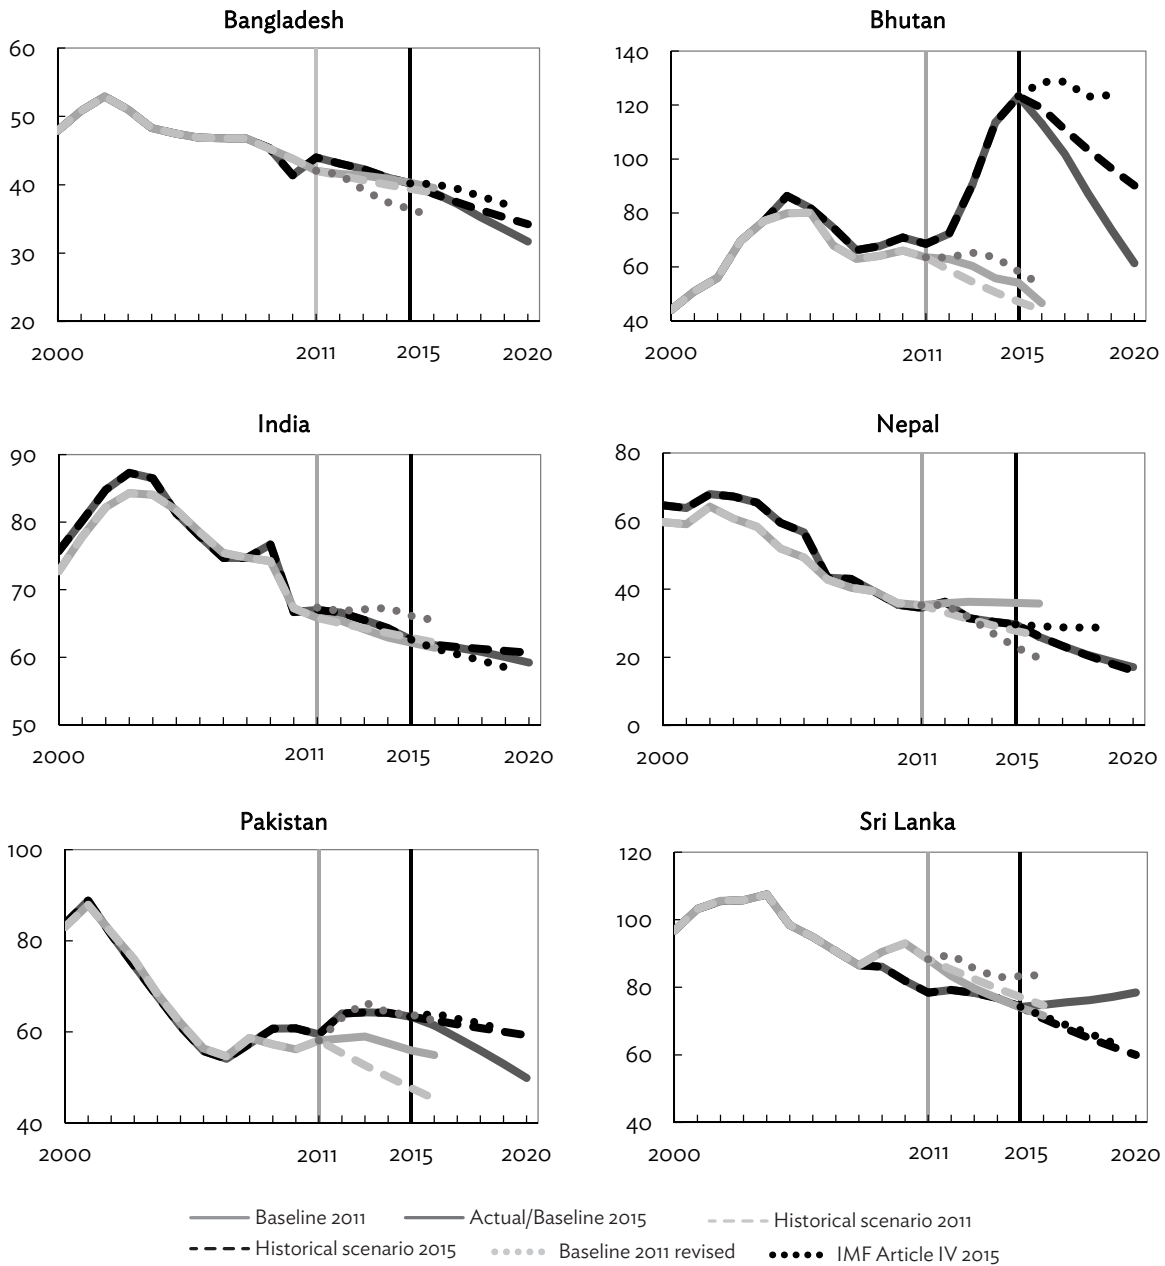 Bangladesh
60
50
40
30
20
2000 2011 2015 2020
Bhutan
140
120
100
80
60
40
2000 2011 2015 2020
India
90
80
70
60
50
2000 2011 2015 2020
Nepal
80
60
40
20
0
2000 2011 2015 2020
Pakistan
100
80
60
40
2000 2011 2015 2020
Sri Lanka
120
100
80
60
40
2000 2011 2015 2020
Baseline 2011 Actual/Baseline 2015 Historical scenario 2011
Historical scenario 2015 Baseline 2011 revised IMF Article IV 2015